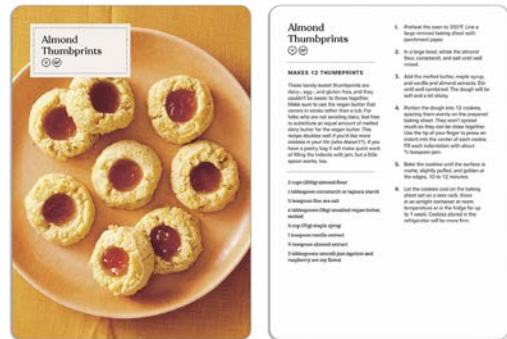 Almond
Thumbprints
V GF
Almond
Thumbprints
V GF
MAKES 12 THUMBPRINTS
These barely sweet thumbprints are
dairy-, egg-, and gluten-free, and they
couldn't be easier to throw together.
Make sure to use the vegan butter that
comes in sticks rather than a tub. For
folks who are not avoiding dairy, feel free
to substitute an equal amount of melted
dairy butter for the vegan butter. This
recipe doubles well if you'd like more
cookies in your life (who doesn't?). If you
have a pastry bag it will make quick work
of filling the indents with jam, but a little
spoon works, too.
2 cups almond flour
1 tablespoon cornstarch or tapioca starch
teaspoon fine sea salt
4 tablespoons unsalted vegan butter,
melted
cup maple syrup
1 teaspoon vanilla extract
teaspoon almond extract
3 tablespoons smooth jam (apricot and
raspberry are my faves)
1. Preheat the oven to 350°F. Line a
large rimmed baking sheet with
parchment paper.
2. In a large bowl, whisk the almond
flour, cornstarch, and salt until well
mixed.
3. Add the melted butter, maple syrup,
and vanilla and almond extracts. Stir
until well combined. The dough will be
soft and a bit sticky.
4. Portion the dough into 12 cookies,
spacing them evenly on the prepared
baking sheet. They won't spread
much so they can be close together.
Use the tip of your finger to press an
indent into the center of each cookie.
Fill each indentation with about
teaspoon jam.
5. Bake the cookies until the surface is
matte, slightly puffed, and golden at
the edges, 10 to 12 minutes.
6. Let the cookies cool on the baking
sheet set on a wire rack. Store
in an airtight container at room
temperature or in the fridge for up
to 1 week. Cookies stored in the
refrigerator will be more firm.